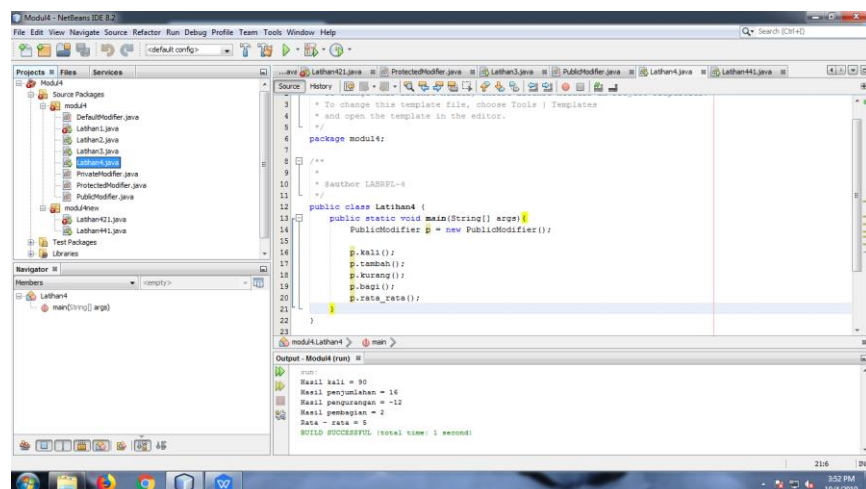 Modul4 - NetBeans IDE 8.2
File Edit View Navigate Source Refactor Run Debug Profile Team Tools Window Help
Search (Ctrl+I)
<default config>
Projects Files Services
Modul4
Source Packages
modul4
DefaultModifier.java
Latihan1.java
Latihan2.java
Latihan3.java
Latihan4.java
PrivateModifier.java
ProtectedModifier.java
PublicModifier.java
modul4new
Latihan421.java
Latihan441.java
Test Packages
Libraries
Navigator
Members <empty>
Latihan4
main(String[] args)
...ava Latihan421.java ProtectedModifier.java Latihan3.java PublicModifier.java Latihan4.java Latihan441.java
Source History
3 * To change this template file, choose Tools | Templates
4 * and open the template in the editor.
5 */
6 package modul4;
7
8 /**
9 *
10 * @author LABRPL-4
11 */
12 public class Latihan4 {
13 public static void main(String[] args){
14 PublicModifier p = new PublicModifier();
15
16 p.kali();
17 p.tambah();
18 p.kurang();
19 p.bagi();
20 p.rata_rata();
21 }
22 }
23
modul4.Latihan4 main
Output - Modul4 (run)
run:
Hasil kali = 90
Hasil penjumlahan = 16
Hasil pengurangan = -12
Hasil pembagian = 2
Rata - rata = 5
BUILD SUCCESSFUL (total time: 1 second)
21:6
3:52 PM